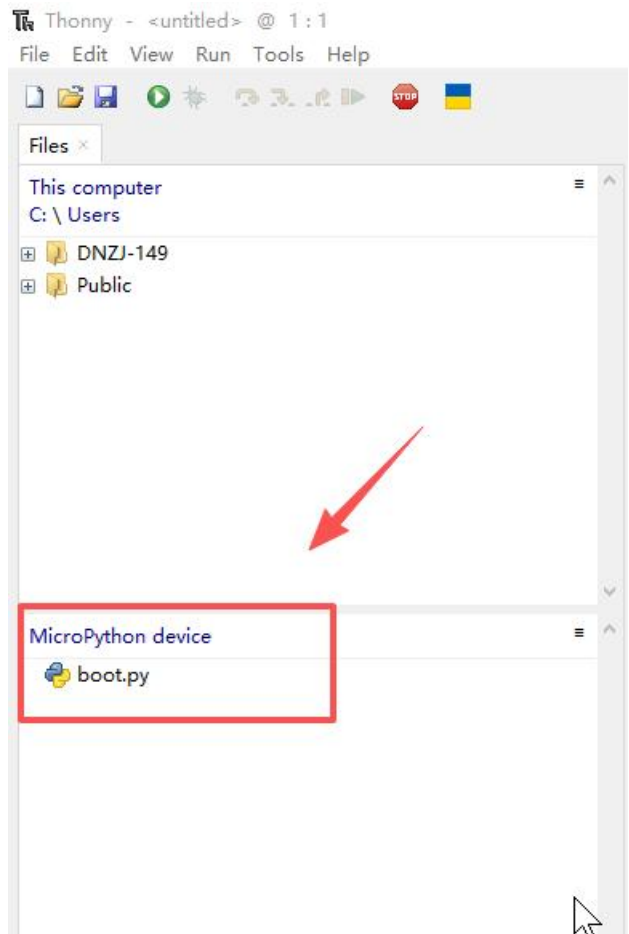 Thonny - <untitled> @ 1:1
File Edit View Run Tools Help
STOP
Files ×
This computer
C: \ Users
DNZJ-149
Public
MicroPython device
boot.py